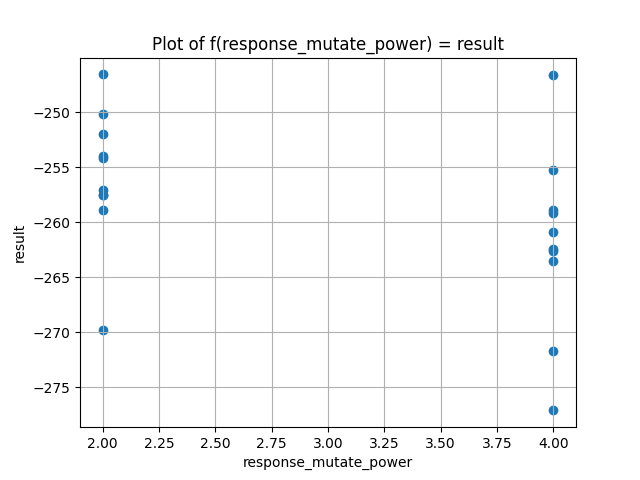 Plot of f(response_mutate_power) = result
−250
−255
−260
−265
−270
−275
result
2.00 2.25 2.50 2.75 3.00 3.25 3.50 3.75 4.00
response_mutate_power